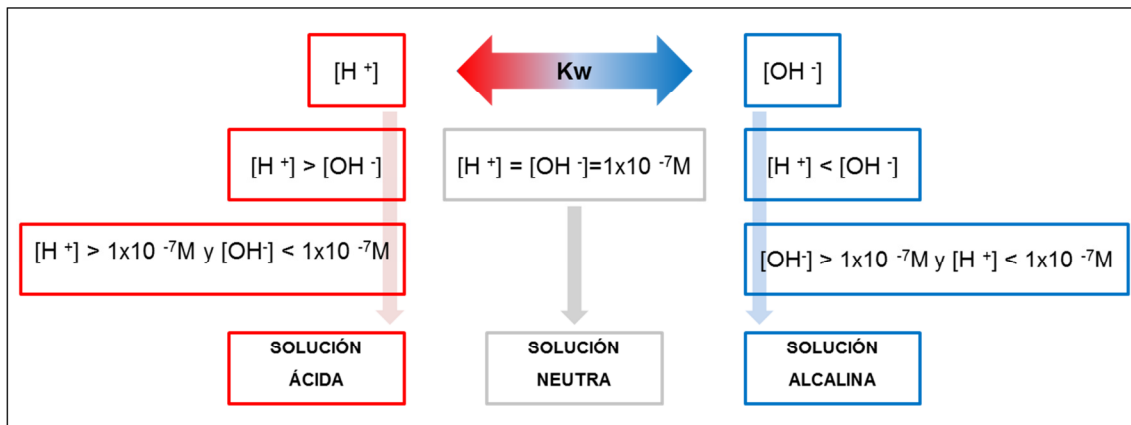 [H +]
Kw
[OH -]
[H +] > [OH -]
[H +] = [OH -]=1x10 -7M
[H +] < [OH -]
[H +] > 1x10 -7M y [OH-] < 1x10 -7M
[OH-] > 1x10 -7M y [H +] < 1x10 -7M
SOLUCIÓN
ÁCIDA
SOLUCIÓN
NEUTRA
SOLUCIÓN
ALCALINA